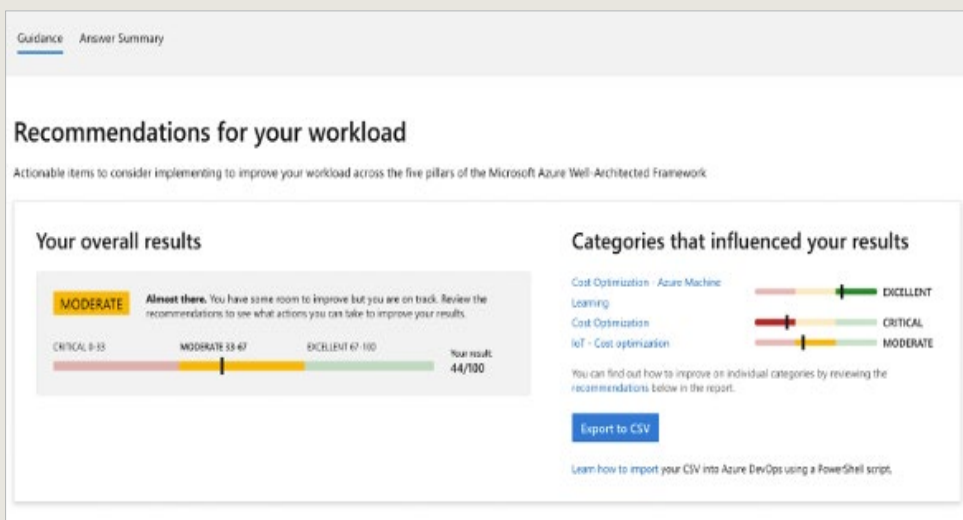 Guidance Answer Summary
Recommendations for your workload
Actionable items to consider implementing to improve your workload across the five pillars of the Microsoft Azure Well-Architected Framework
Your overall results
MODERATE
Almost there. You have some room to improve but you are on track. Review the
recommendations to see what actions you can take to improve your results.
CRITICAL 0-33 MODERATE 33-67 EXCELLENT 67-100
Your result
44/100
Categories that influenced your results
Cost Optimization - Azure Machine
Learning
EXCELLENT
Cost Optimization CRITICAL
IoT - Cost optimization MODERATE
You can find out how to improve on individual categories by reviewing the
recommendations below in the report.
Export to CSV
Learn how to import your CSV into Azure DevOps using a PowerShell script.